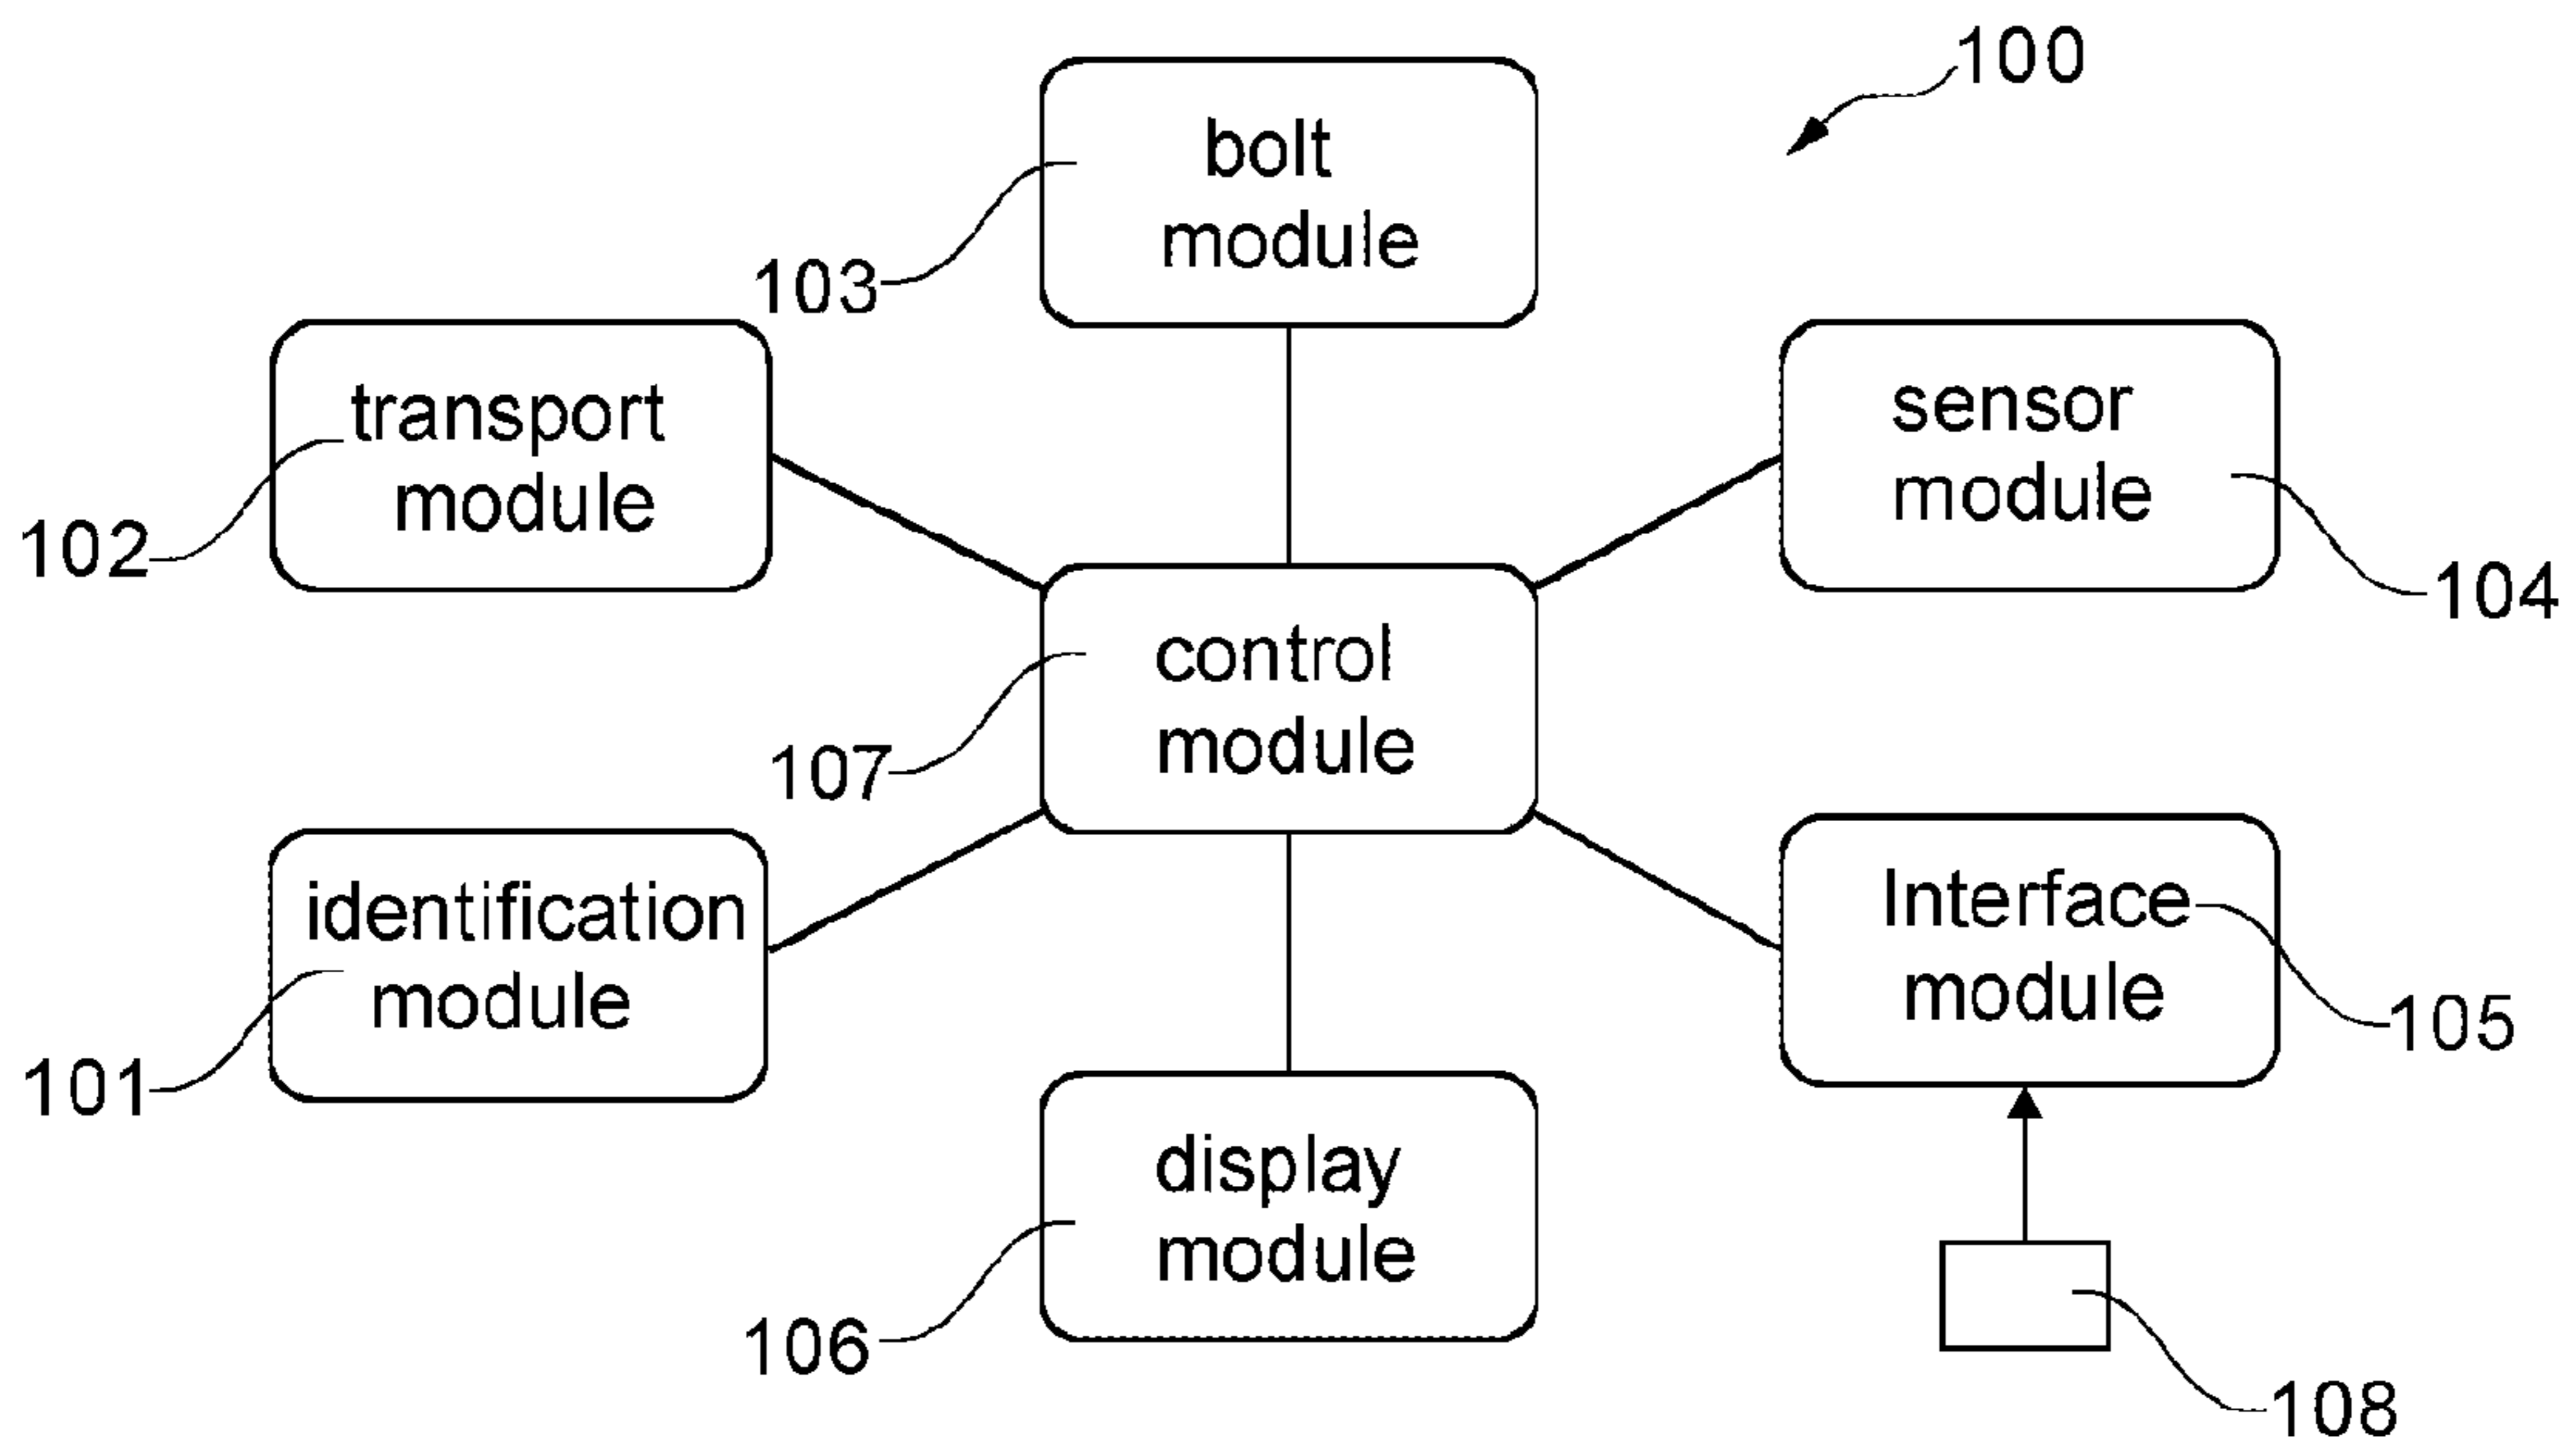 100
bolt
module
103
transport
module
102
sensor
module
104
control
module
107
identification
module
101
Interface
module
105
display
module
106
108